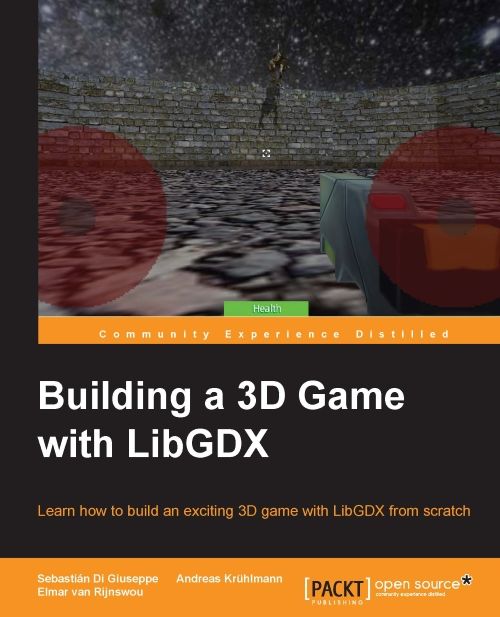 Health
Community Experience Distilled
Building a 3D Game
with LibGDX
Learn how to build an exciting 3D game with LibGDX from scratch
Sebastián Di Giuseppe Andreas Krühlmann
Elmar van Rijnswou
[PACKT]
PUBLISHING
open source*
community experience distilled